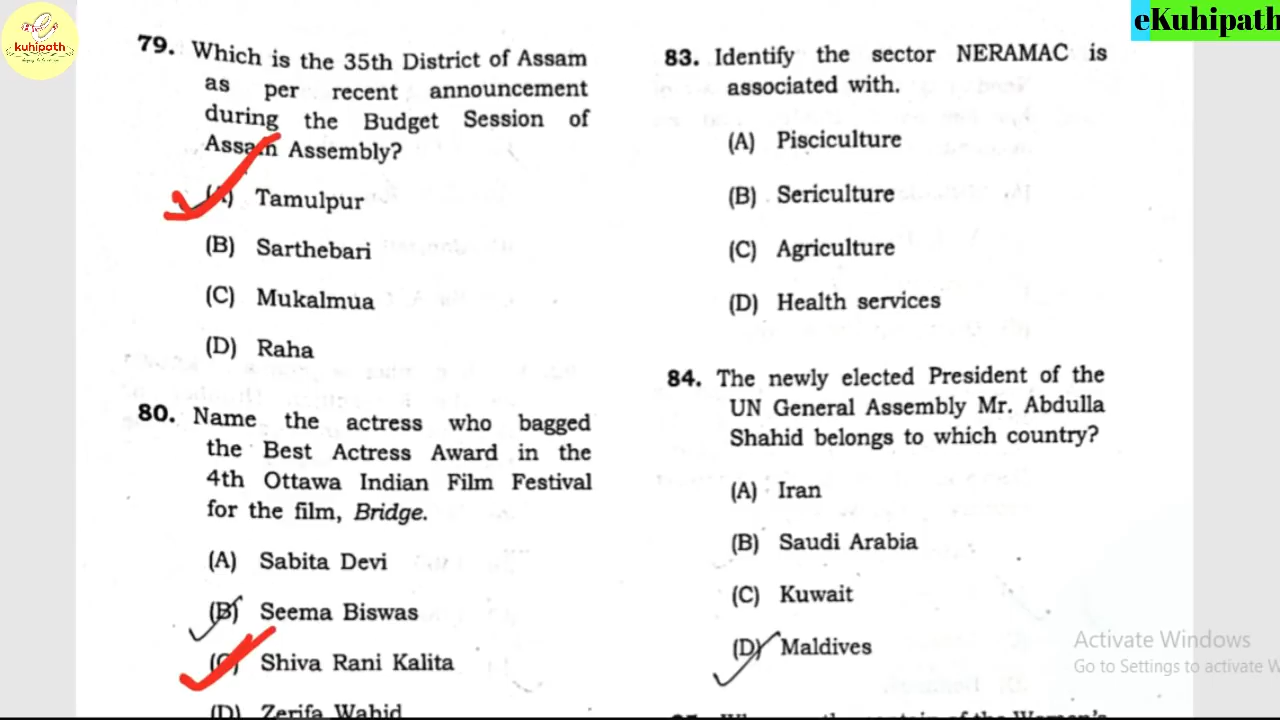 kuhipath
eKuhipath
79. Which is the 35th District of Assam
as per recent announcement
during the Budget Session of
Assam Assembly?
(A) Tamulpur
(B) Sarthebari
(C) Mukalmua
(D) Raha
80. Name the actress who bagged
the Best Actress Award in the
4th Ottawa Indian Film Festival
for the film, Bridge.
(A) Sabita Devi
(B) Seema Biswas
(C) Shiva Rani Kalita
(D) Zerifa Wahid
83. Identify the sector NERAMAC is
associated with.
(A) Pisciculture
(B) Sericulture
(C) Agriculture
(D) Health services
84. The newly elected President of the
UN General Assembly Mr. Abdulla
Shahid belongs to which country?
(A) Iran
(B) Saudi Arabia
(C) Kuwait
(D) Maldives
Activate Windows
Go to Settings to activate W